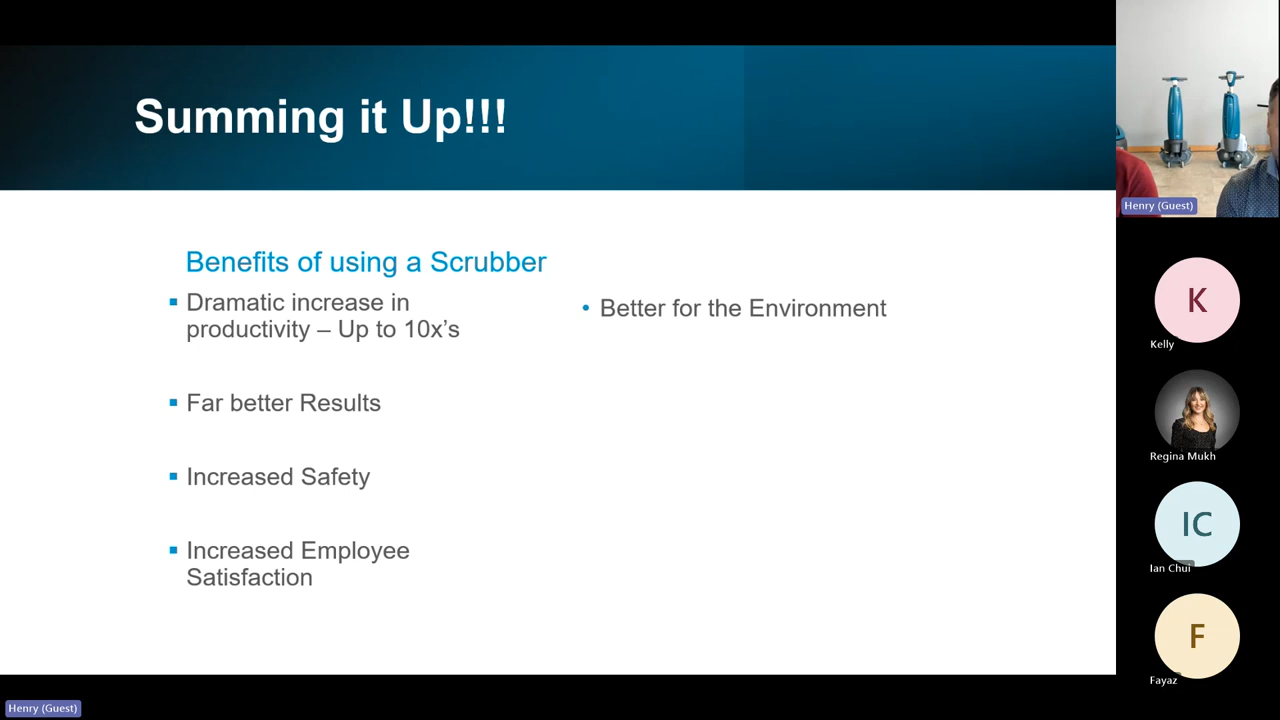 Summing it Up!!!
Benefits of using a Scrubber
Dramatic increase in
productivity – Up to 10x’s
Far better Results
Increased Safety
Increased Employee
Satisfaction
Better for the Environment
Henry (Guest)
K
Kelly
Regina Mukh
IC
Ian Chui
F
Fayaz
Henry (Guest)